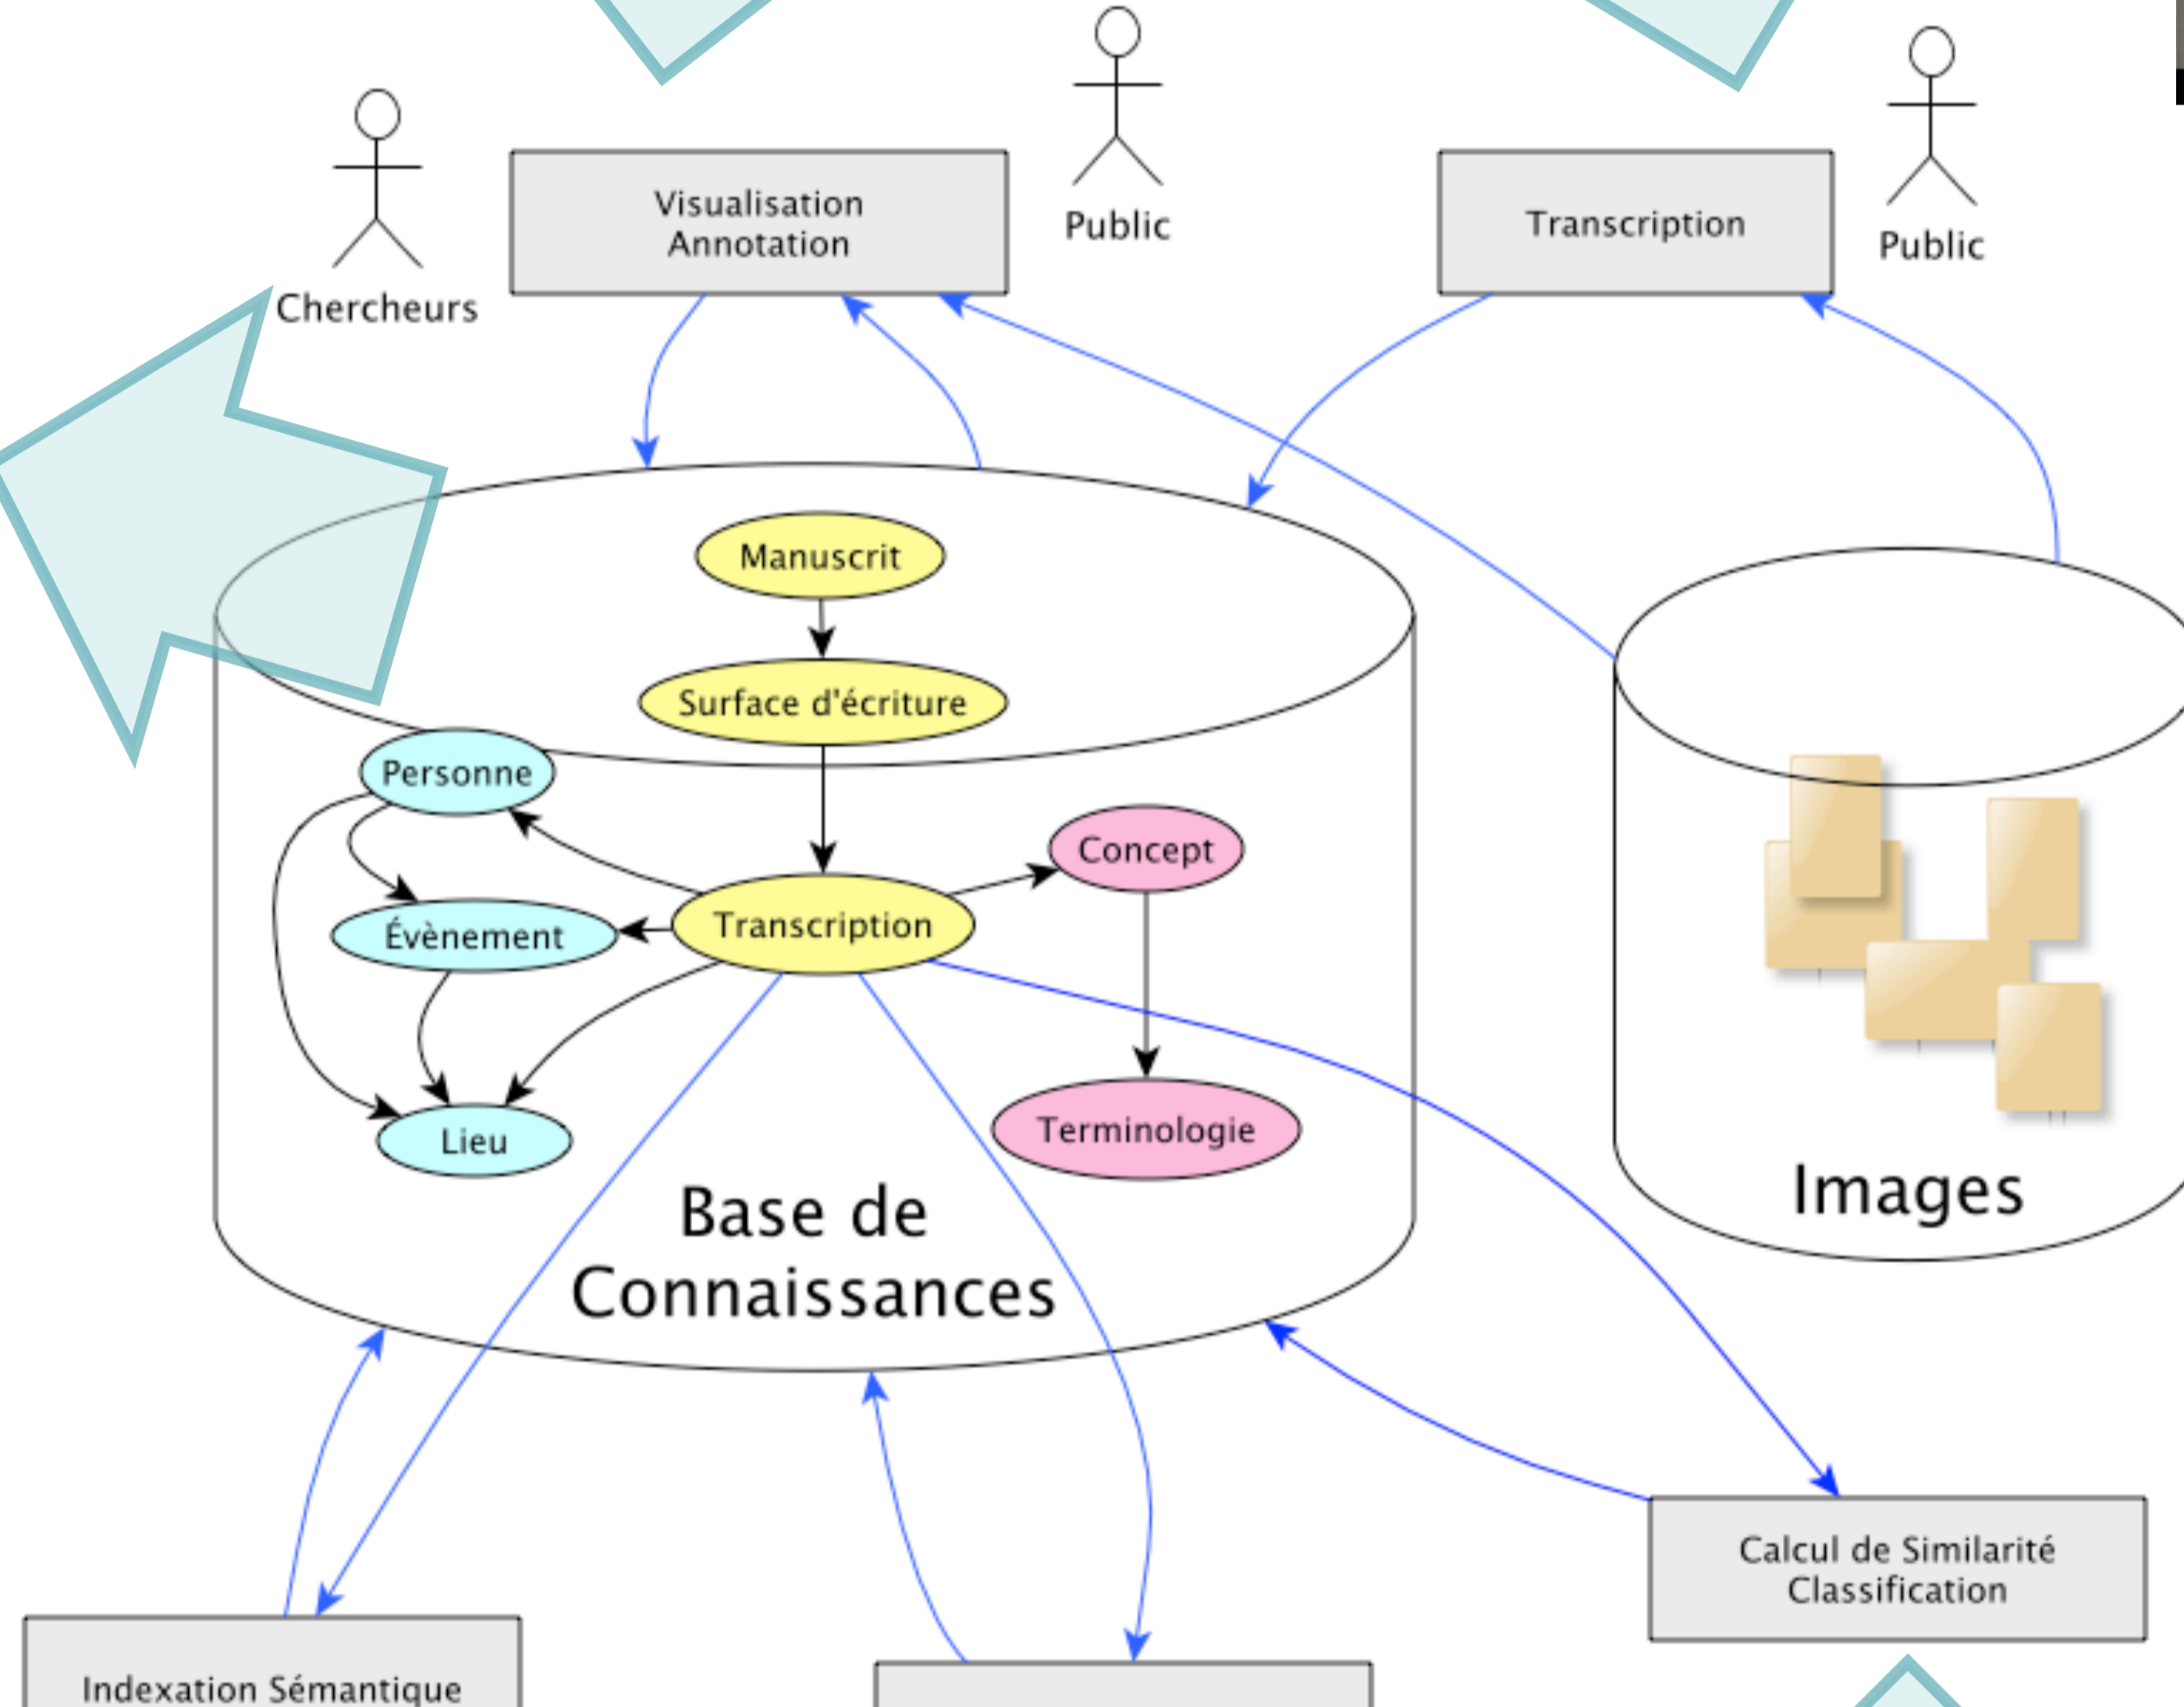 Public
Public
Chercheurs
Visualisation
Annotation
Transcription
Manuscrit
Surface d'écriture
Personne
Concept
Évènement
Transcription
Lieu
Terminologie
Base de
Connaissances
Images
Calcul de Similarité
Classification
Indexation Sémantique